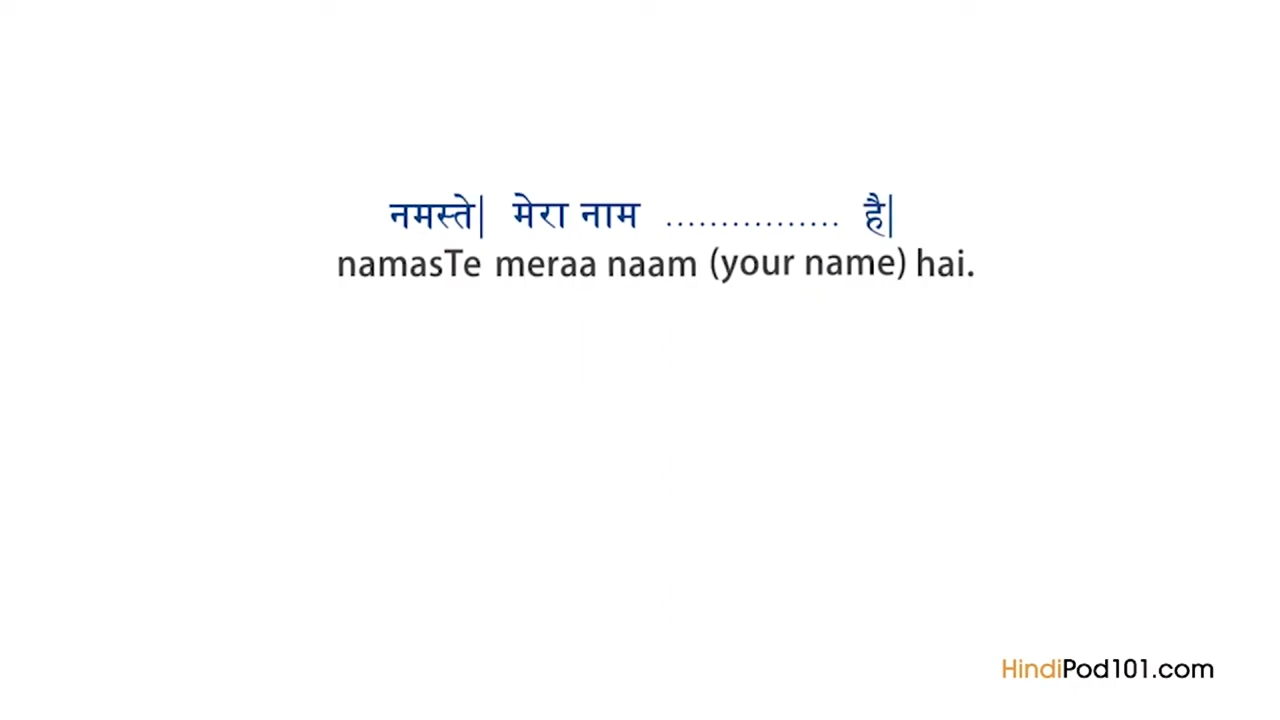 नमस्ते| मेरा नाम ................ है|
namasTe meraa naam (your name) hai.
HindiPod101.com